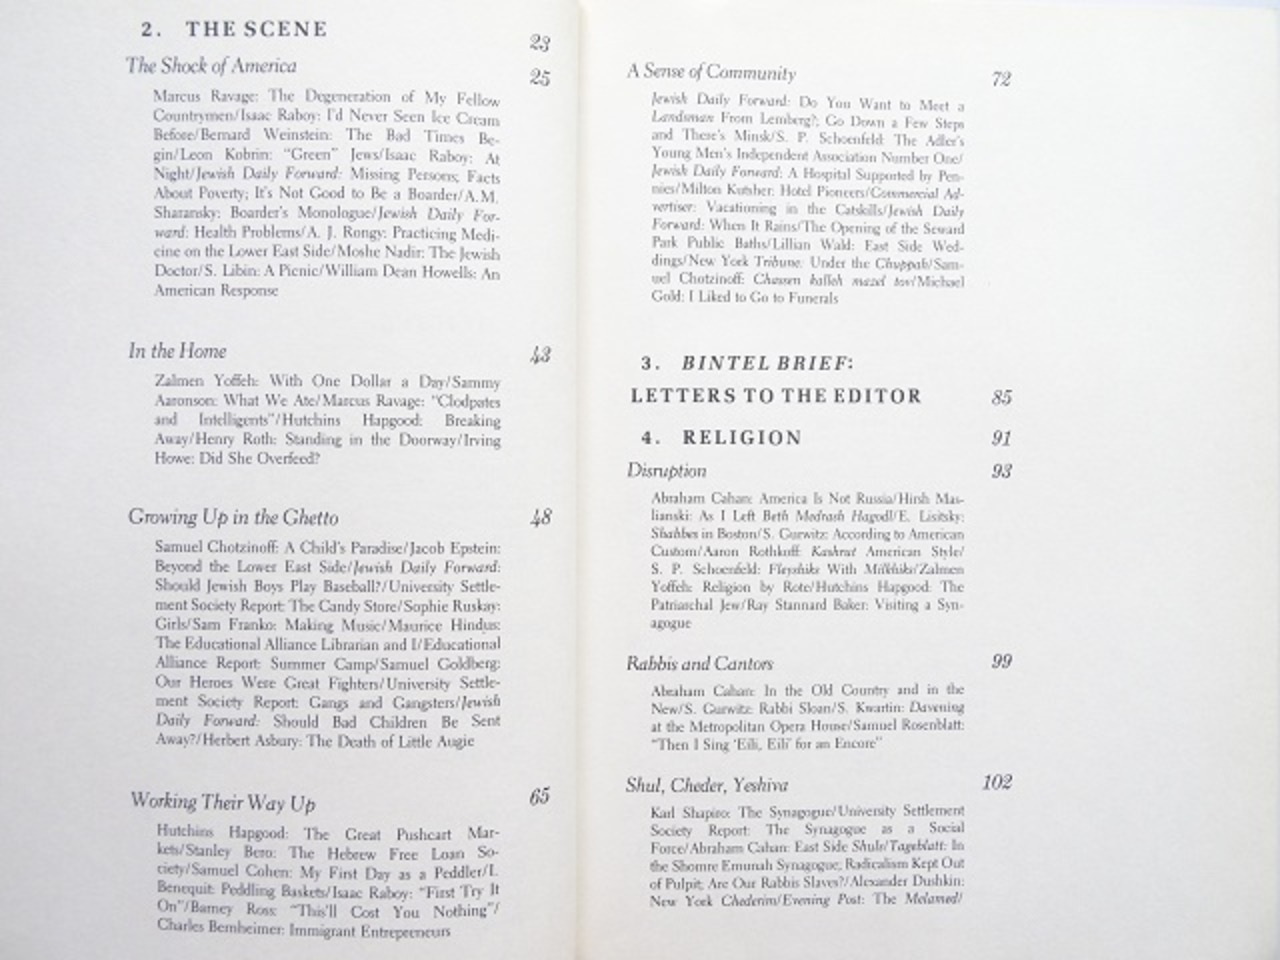 2. THE SCENE 23
The Shock of America 25
Marcus Ravage: The Degeneration of My Fellow
Countrymen/Isaac Raboy: I'd Never Seen Ice Cream
Before/Bernard Weinstein: The Bad Times Be-
gin/Leon Kobrin: "Green" Jews/Isaac Raboy: At
Night/Jewish Daily Forward: Missing Persons; Facts
About Poverty; It's Not Good to Be a Boarder/A.M.
Sharansky: Boarder's Monologue/Jewish Daily For-
ward: Health Problems/A. J. Rongy: Practicing Medi-
cine on the Lower East Side/Moshe Nadir: The Jewish
Doctor/S. Libin: A Picnic/William Dean Howells: An
American Response
In the Home 43
Zalmen Yoffeh: With One Dollar a Day/Sammy
Aaronson: What We Ate/Marcus Ravage: "Clodpates
and Intelligents"/Hutchins Hapgood: Breaking
Away/Henry Roth: Standing in the Doorway/Irving
Howe: Did She Overfeed?
Growing Up in the Ghetto 48
Samuel Chotzinoff: A Child's Paradise/Jacob Epstein:
Beyond the Lower East Side/Jewish Daily Forward:
Should Jewish Boys Play Baseball?/University Settle-
ment Society Report: The Candy Store/Sophie Ruskay:
Girls/Sam Franko: Making Music/Maurice Hindus:
The Educational Alliance Librarian and I/Educational
Alliance Report: Summer Camp/Samuel Goldberg:
Our Heroes Were Great Fighters/University Settle-
ment Society Report: Gangs and Gangsters/Jewish
Daily Forward: Should Bad Children Be Sent
Away?/Herbert Asbury: The Death of Little Augie
Working Their Way Up 65
Hutchins Hapgood: The Great Pushcart Mar-
kets/Stanley Bero: The Hebrew Free Loan So-
ciety/Samuel Cohen: My First Day as a Peddler/I.
Benequit: Peddling Baskets/Isaac Raboy: "First Try It
On"/Barney Ross: "This'll Cost You Nothing"/
Charles Bernheimer: Immigrant Entrepreneurs
A Sense of Community 72
Jewish Daily Forward: Do You Want to Meet a
Landsman From Lemberg?; Go Down a Few Steps
and There's Minsk/S. P. Schoenfeld: The Adler's
Young Men's Independent Association Number One/
Jewish Daily Forward: A Hospital Supported by Pen-
nies/Milton Kutsher: Hotel Pioneers/Commercial Ad-
vertiser: Vacationing in the Catskills/Jewish Daily
Forward: When It Rains/The Opening of the Seward
Park Public Baths/Lillian Wald: East Side Wed-
dings/New York Tribune: Under the Chuppah/Sam-
uel Chotzinoff: Chossen kalleh mazel tov/Michael
Gold: I Liked to Go to Funerals
3. BINTEL BRIEF:
LETTERS TO THE EDITOR 85
4. RELIGION 91
Disruption 93
Abraham Cahan: America Is Not Russia/Hirsh Mas-
lianski: As I Left Beth Medrash Hagodl/E. Lisitsky:
Shabbes in Boston/S. Gurwitz: According to American
Custom/Aaron Rothkoff: Kashrut American Style/
S. P. Schoenfeld: Fleyshiks With Milkhiks/Zalmen
Yoffeh: Religion by Rote/Hutchins Hapgood: The
Patriarchal Jew/Ray Stannard Baker: Visiting a Syn-
agogue
Rabbis and Cantors 99
Abraham Cahan: In the Old Country and in the
New/S. Gurwitz: Rabbi Sloan/S. Kwartin: Davening
at the Metropolitan Opera House/Samuel Rosenblatt:
"Then I Sing 'Eili, Eili' for an Encore"
Shul, Cheder, Yeshiva 102
Karl Shapiro: The Synagogue/University Settlement
Society Report: The Synagogue as a Social
Force/Abraham Cahan: East Side Shuls/Tageblatt: In
the Shomre Emunah Synagogue; Radicalism Kept Out
of Pulpit; Are Our Rabbis Slaves?/Alexander Dushkin:
New York Chederim/Evening Post: The Melamed/